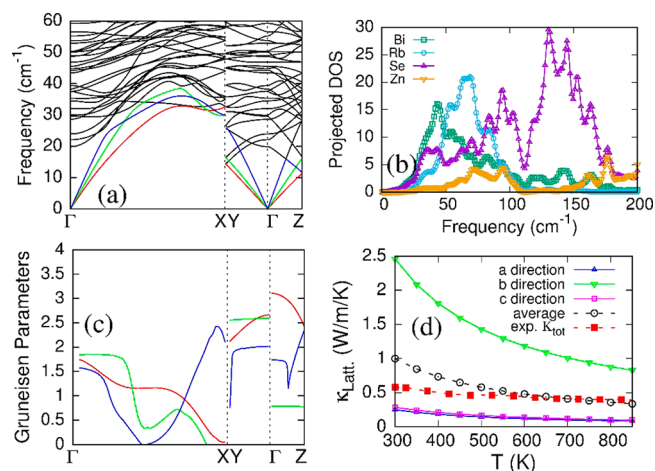 60
50
40
30
20
10
0
Frequency (cm⁻¹)
(a)
Γ XY Γ Z
30
25
20
15
10
5
0
Projected DOS
Bi
Rb
Se
Zn
(b)
0 50 100 150 200
Frequency (cm⁻¹)
4
3.5
3
2.5
2
1.5
1
0.5
0
Gruneisen Parameters
(c)
Γ XY Γ Z
2.5
2
1.5
1
0.5
0
κLatt. (W/m/K)
a direction
b direction
c direction
average
exp. Κtot
(d)
300 400 500 600 700 800
T (K)